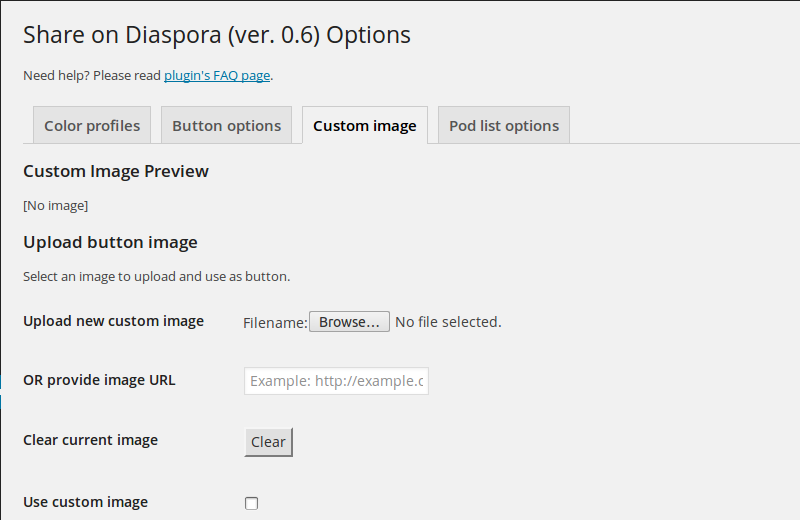 Share on Diaspora (ver. 0.6) Options
Need help? Please read plugin's FAQ page.
Color profiles Button options Custom image Pod list options
Custom Image Preview
[No image]
Upload button image
Select an image to upload and use as button.
Upload new custom image Filename: Browse... No file selected.
OR provide image URL Example: http://example.c
Clear current image Clear
Use custom image